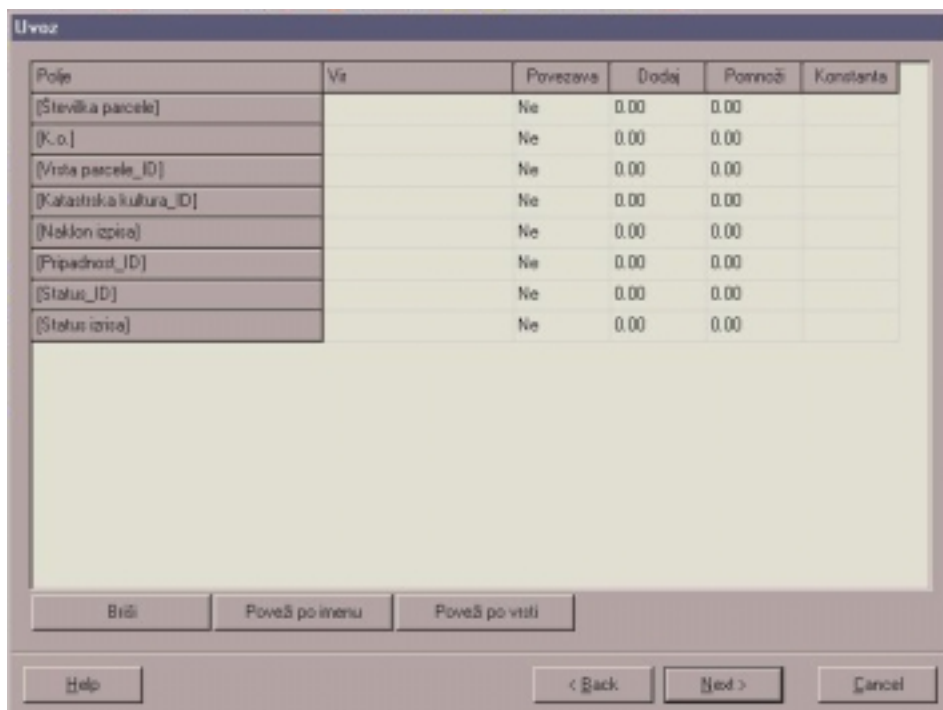 Uvoz
Polje Vir Povezava Dodaj Pomnoži Konstanta
[Številka parcele] Ne 0.00 0.00
[K.o.] Ne 0.00 0.00
[Vrsta parcele_ID] Ne 0.00 0.00
[Katastrska kultura_ID] Ne 0.00 0.00
[Naklon izpisa] Ne 0.00 0.00
[Pripadnost_ID] Ne 0.00 0.00
[Status_ID] Ne 0.00 0.00
[Status izrisa] Ne 0.00 0.00
Briši Poveži po imenu Poveži po vrsti
Help < Back Next > Cancel